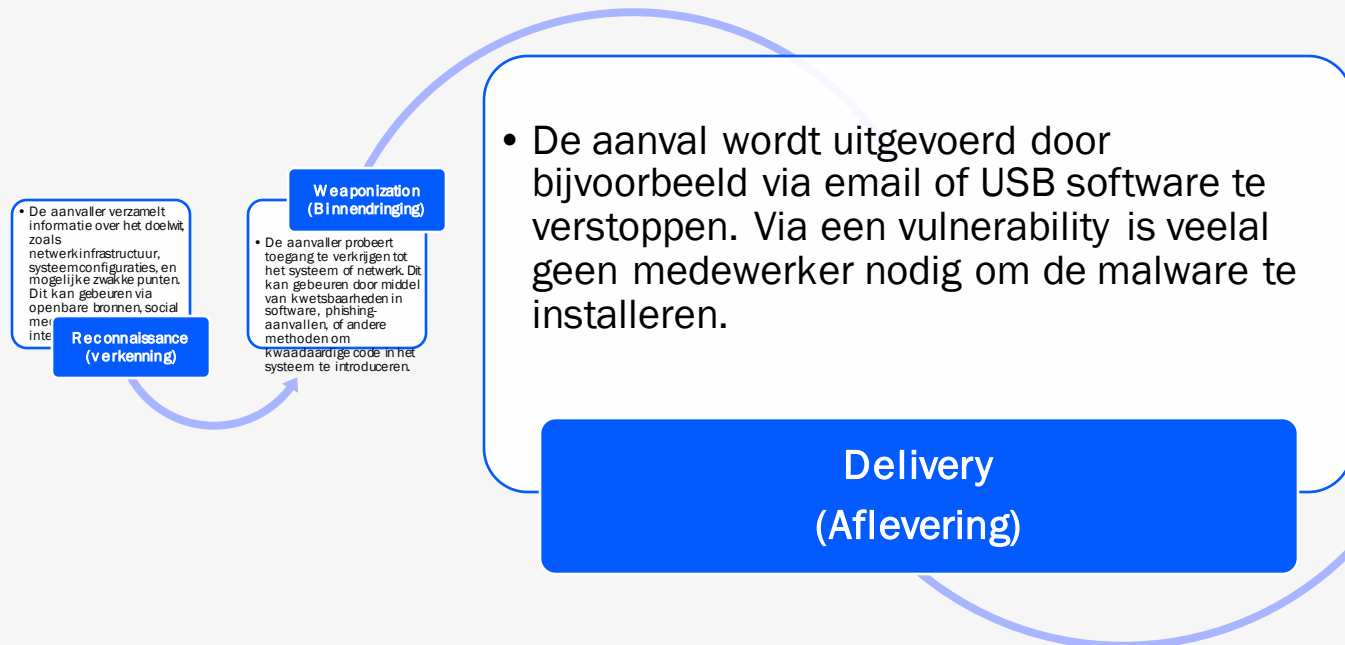 • De aanvaller verzamelt
informatie over het doelwit,
zoals
netwerkinfrastructuur,
systeemconfiguraties, en
mogelijke zwakke punten.
Dit kan gebeuren via
openbare bronnen, social
Reconnaissance
(verkenning)
Weaponization
(Binnendringing)
• De aanvaller probeert
toegang te verkrijgen tot
het systeem of netwerk. Dit
kan gebeuren door middel
van kwetsbaarheden in
software, phishing-
aanvallen, of andere
methoden om
kwaadaardige code in het
systeem te introduceren.
• De aanval wordt uitgevoerd door
bijvoorbeeld via email of USB software te
verstoppen. Via een vulnerability is veelal
geen medewerker nodig om de malware te
installeren.
Delivery
(Aflevering)